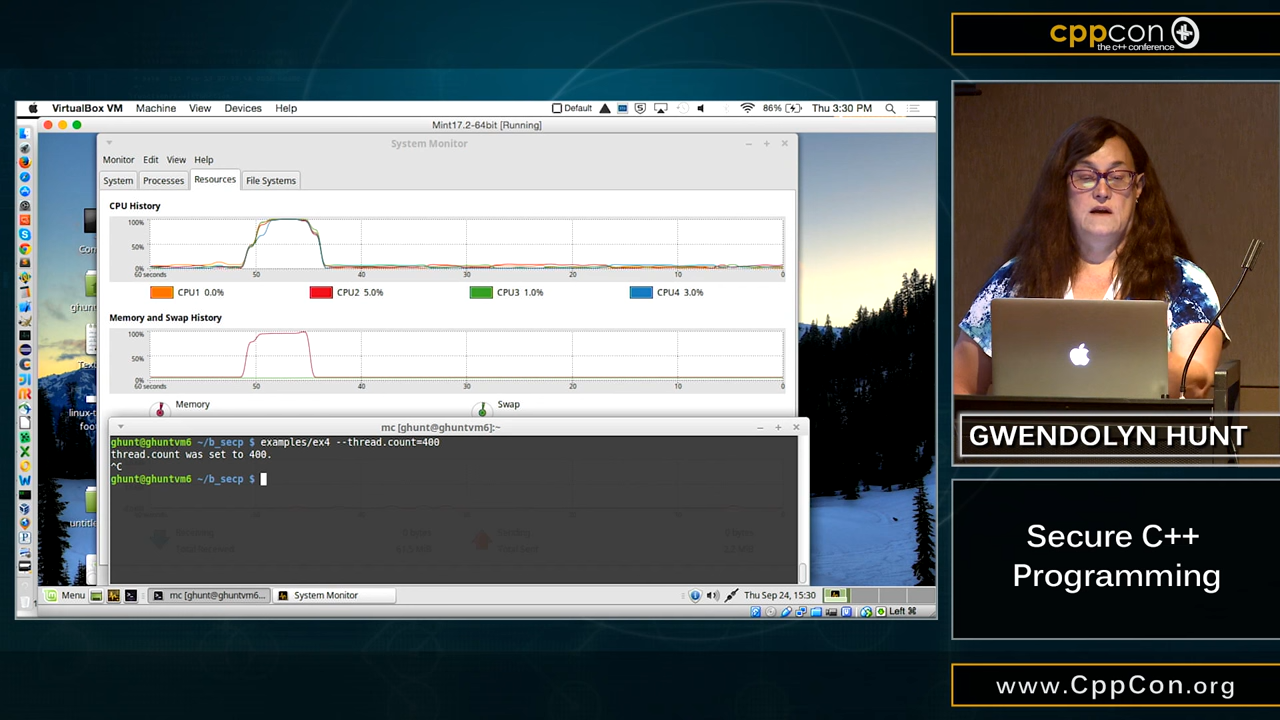 cppcon
the c++ conference
VirtualBox VM Machine View Devices Help
Default 86% Thu 3:30 PM
Mint17.2-64bit [Running]
System Monitor
Monitor Edit View Help
System Processes Resources File Systems
CPU History
100%
50%
0%
60 seconds 50 40 30 20 10 0
CPU1 0.0% CPU2 5.0% CPU3 1.0% CPU4 3.0%
Memory and Swap History
100%
50%
0%
60 seconds 50 40 30 20 10 0
Memory Swap
mc [ghunt@ghuntvm6]:~
ghunt@ghuntvm6 ~/b_secp $ examples/ex4 --thread.count=400
thread.count was set to 400.
^C
ghunt@ghuntvm6 ~/b_secp $
Menu mc [ghunt@ghuntvm6... System Monitor Thu Sep 24, 15:30
Left ⌘
GWENDOLYN HUNT
Secure C++
Programming
www.CppCon.org